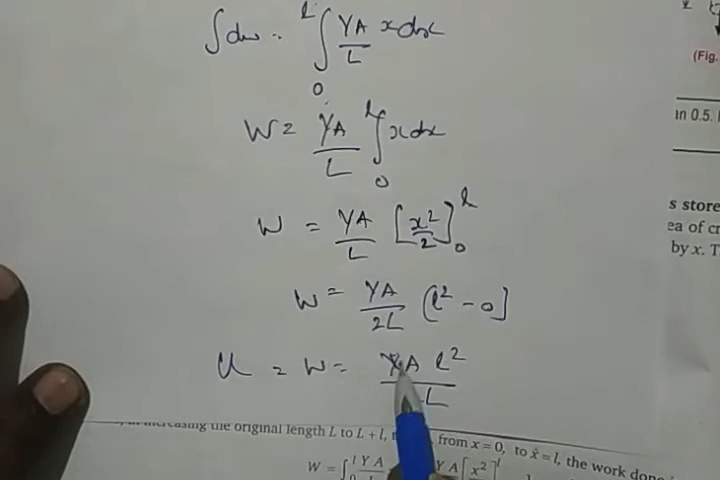 ∫dw = ∫₀ˡ YA/L x dx
W = YA/L ∫₀ˡ x dx
W = YA/L [x²/2]₀ˡ
W = YA/2L (l² - 0]
U = W = YA l²/ L
increasing the original length L to L + l, from x = 0, to x = l, the work done
W = ∫₀ˡ YA YA[x²]ˡ
(Fig.
in 0.5.
s store
ea of cr
by x. T